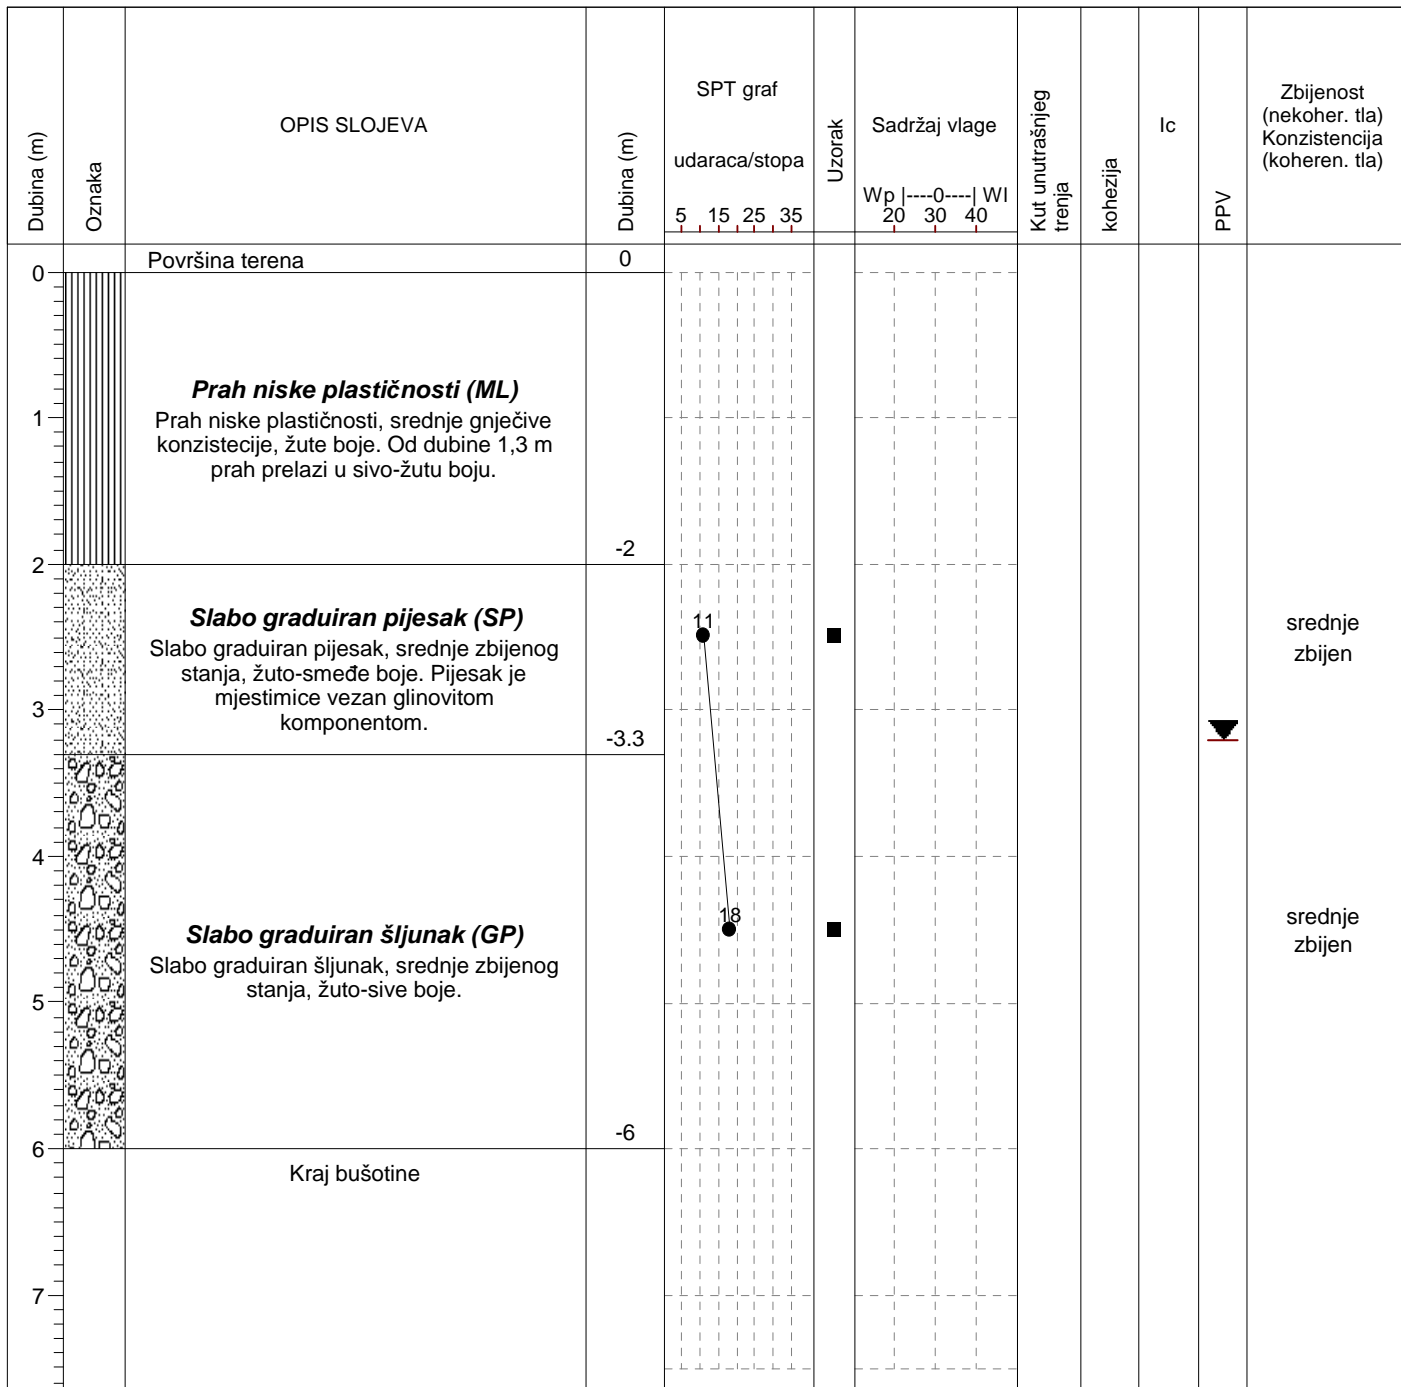 Dubina (m)
Oznaka
OPIS SLOJEVA
Dubina (m)
SPT graf
udaraca/stopa
5 15 25 35
Uzorak
Sadržaj vlage
Wp |----0----| Wl
20 30 40
Kut unutrašnjeg
trenja
kohezija
Ic
PPV
Zbijenost
(nekoher. tla)
Konzistencija
(koheren. tla)
Površina terena
0
0
Prah niske plastičnosti (ML)
1
Prah niske plastičnosti, srednje gnječive
konzistecije, žute boje. Od dubine 1,3 m
prah prelazi u sivo-žutu boju.
-2
2
Slabo graduiran pijesak (SP)
11
srednje
zbijen
Slabo graduiran pijesak, srednje zbijenog
stanja, žuto-smeđe boje. Pijesak je
mjestimice vezan glinovitom
komponentom.
3
-3.3
4
18
srednje
zbijen
Slabo graduiran šljunak (GP)
Slabo graduiran šljunak, srednje zbijenog
stanja, žuto-sive boje.
5
-6
6
Kraj bušotine
7